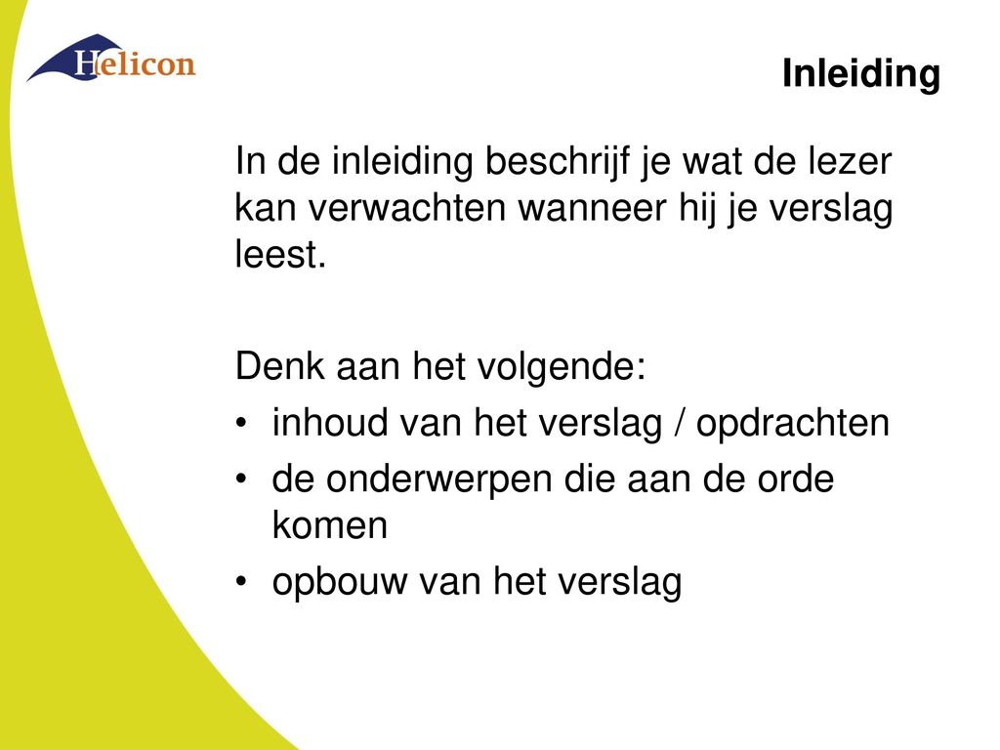 Helicon
Inleiding
In de inleiding beschrijf je wat de lezer
kan verwachten wanneer hij je verslag
leest.
Denk aan het volgende:
• inhoud van het verslag / opdrachten
• de onderwerpen die aan de orde
komen
• opbouw van het verslag